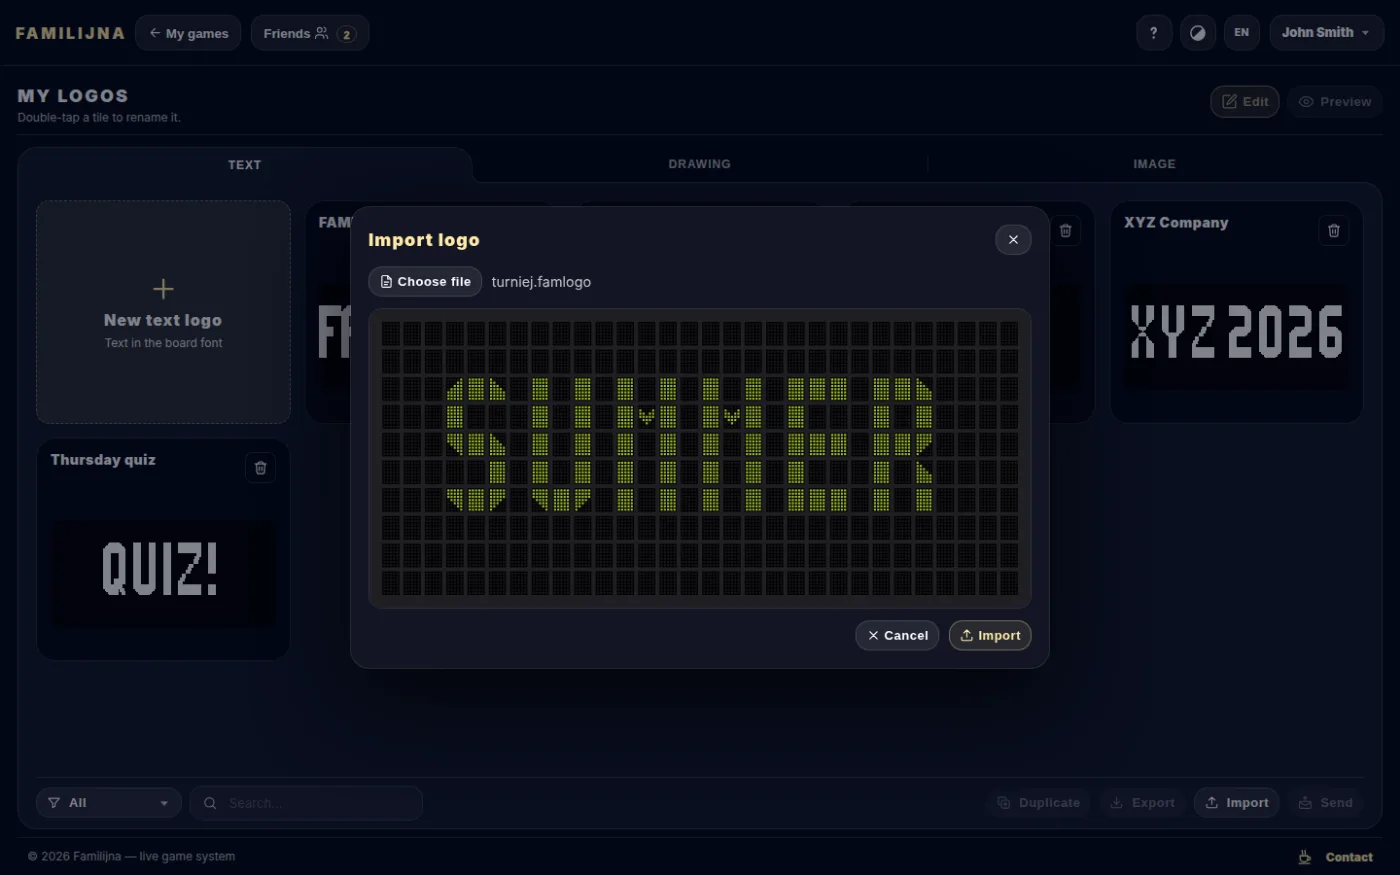 FAMILIJNA
My games
Friends 2
?
EN
John Smith
MY LOGOS
Double-tap a tile to rename it.
Edit
Preview
TEXT
DRAWING
IMAGE
New text logo
Text in the board font
XYZ Company
XYZ 2026
Thursday quiz
QUIZ!
Import logo
Choose file
turniej.famlogo
SUMMER
Cancel
Import
All
Search...
Duplicate
Export
Import
Send
© 2026 Familijna — live game system
Contact